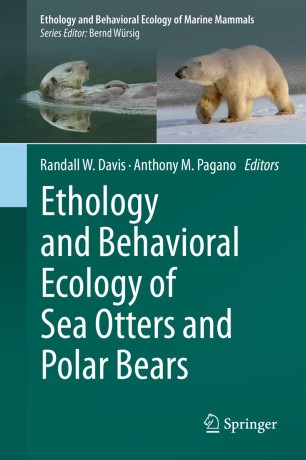 Ethology and Behavioral Ecology of Marine Mammals
Series Editor: Bernd Würsig
Randall W. Davis · Anthony M. Pagano Editors
Ethology
and Behavioral
Ecology of
Sea Otters and
Polar Bears
Springer